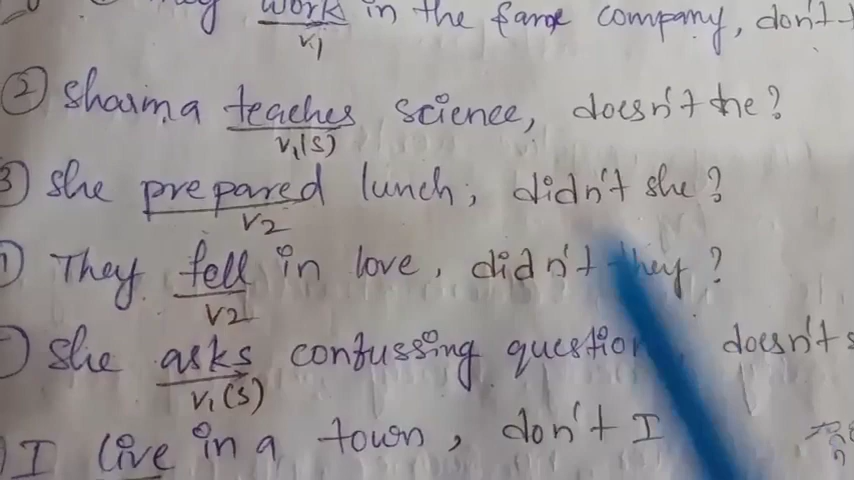 work in the same company, don't
V1
② Sharma teaches science, doesn't he?
V1(s)
③ She prepared lunch, didn't she?
V2
They fell in love, didn't they?
V2
She asks confussing question, doesn't s
V1(s)
I live in a town, don't I